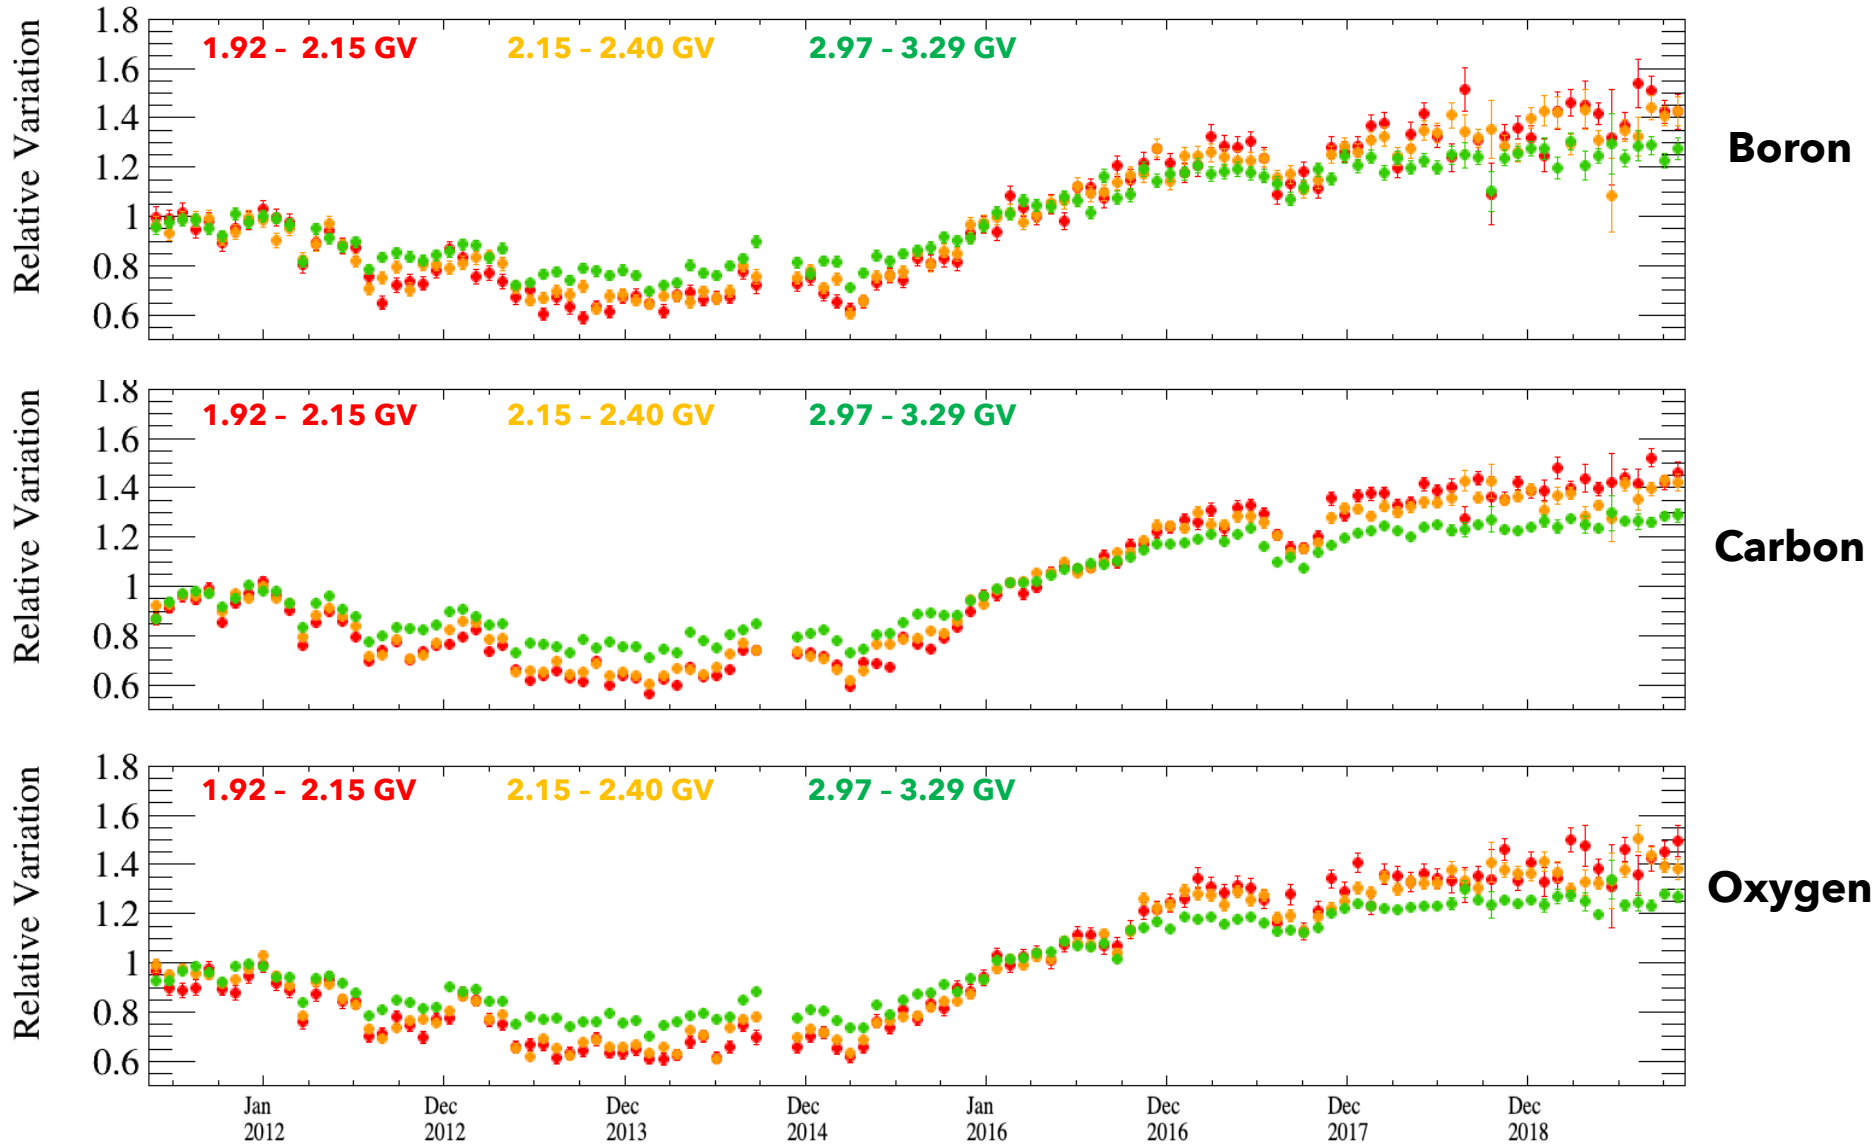 1.92 - 2.15 GV 2.15 - 2.40 GV 2.97 - 3.29 GV
Relative Variation
1.8
1.6
1.4
1.2
1
0.8
0.6
Boron
1.92 - 2.15 GV 2.15 - 2.40 GV 2.97 - 3.29 GV
Relative Variation
1.8
1.6
1.4
1.2
1
0.8
0.6
Carbon
1.92 - 2.15 GV 2.15 - 2.40 GV 2.97 - 3.29 GV
Relative Variation
1.8
1.6
1.4
1.2
1
0.8
0.6
Oxygen
Jan Dec Dec Dec Jan Dec Dec Dec
2012 2012 2013 2014 2016 2016 2017 2018